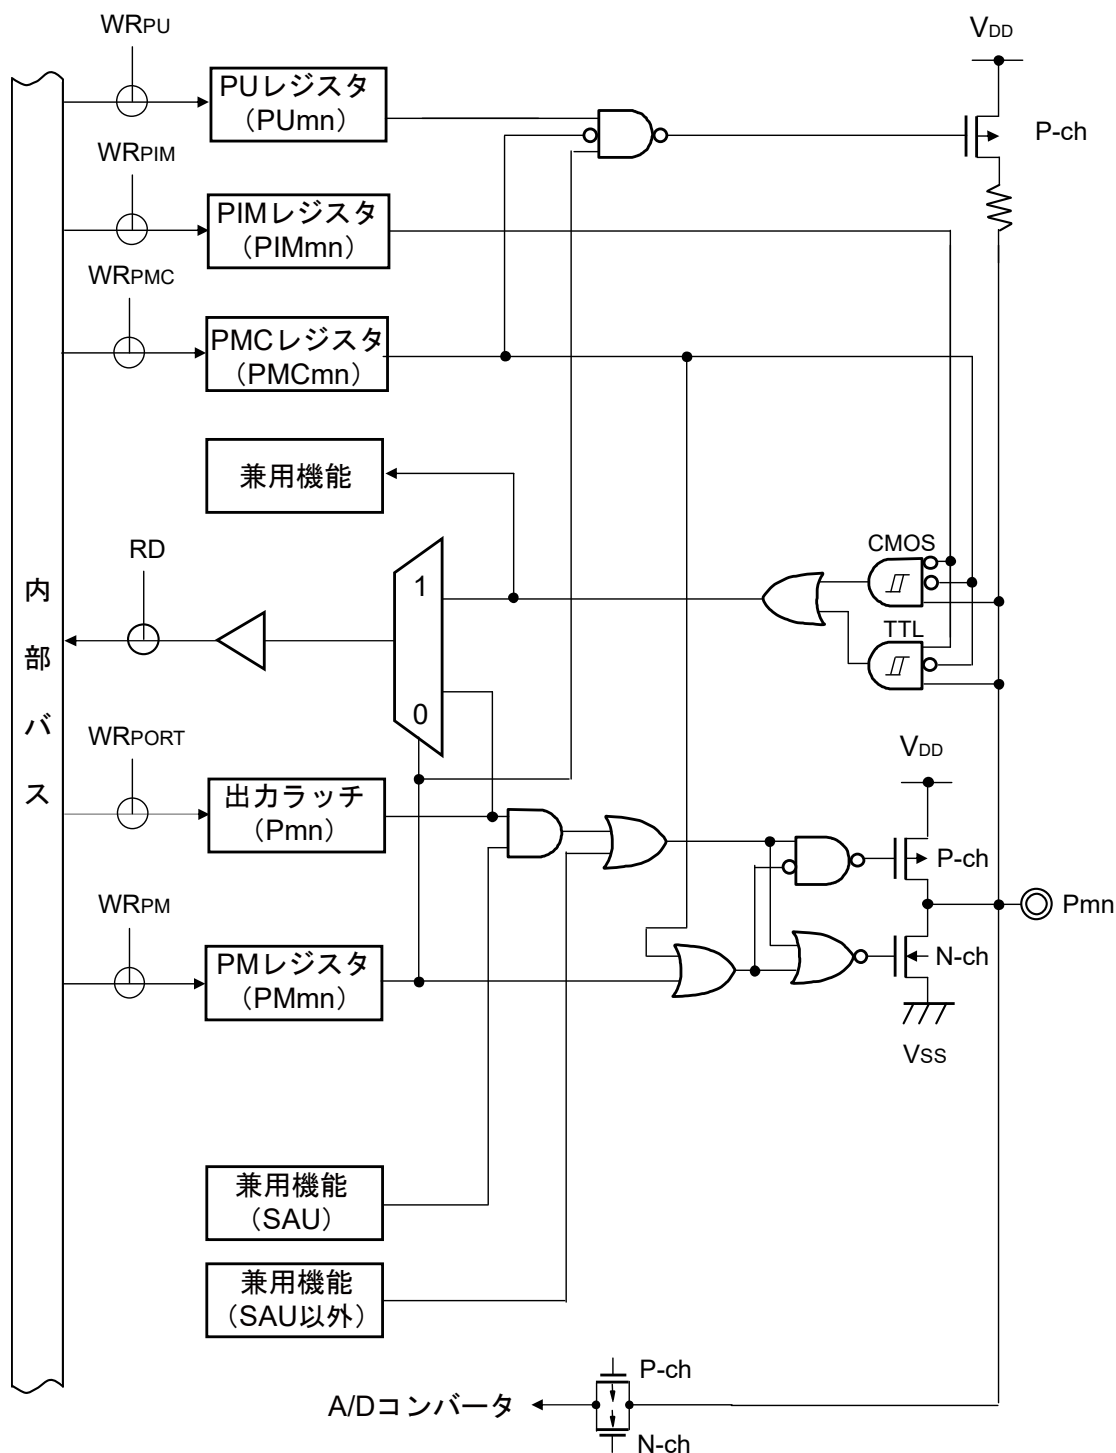 WRPU
VDD
PUレジスタ
（PUmn）
P-ch
WRPIM
PIMレジスタ
（PIMmn）
WRPMC
PMCレジスタ
（PMCmn）
兼用機能
CMOS
RD
1
TTL
内部バス
0
WRPORT
VDD
出力ラッチ
（Pmn）
P-ch
Pmn
WRPM
PMレジスタ
（PMmn）
N-ch
VSS
兼用機能
（SAU）
兼用機能
（SAU以外）
P-ch
A/Dコンバータ
N-ch